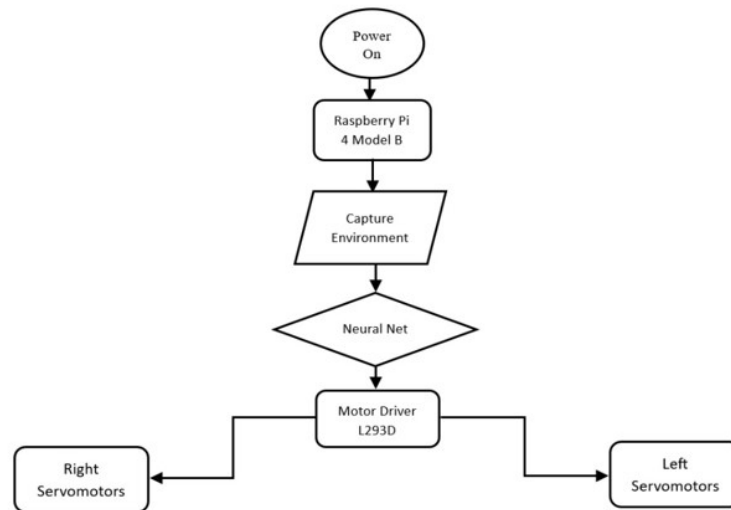 Power
On
Raspberry Pi
4 Model B
Capture
Environment
Neural Net
Motor Driver
L293D
Right
Servomotors
Left
Servomotors